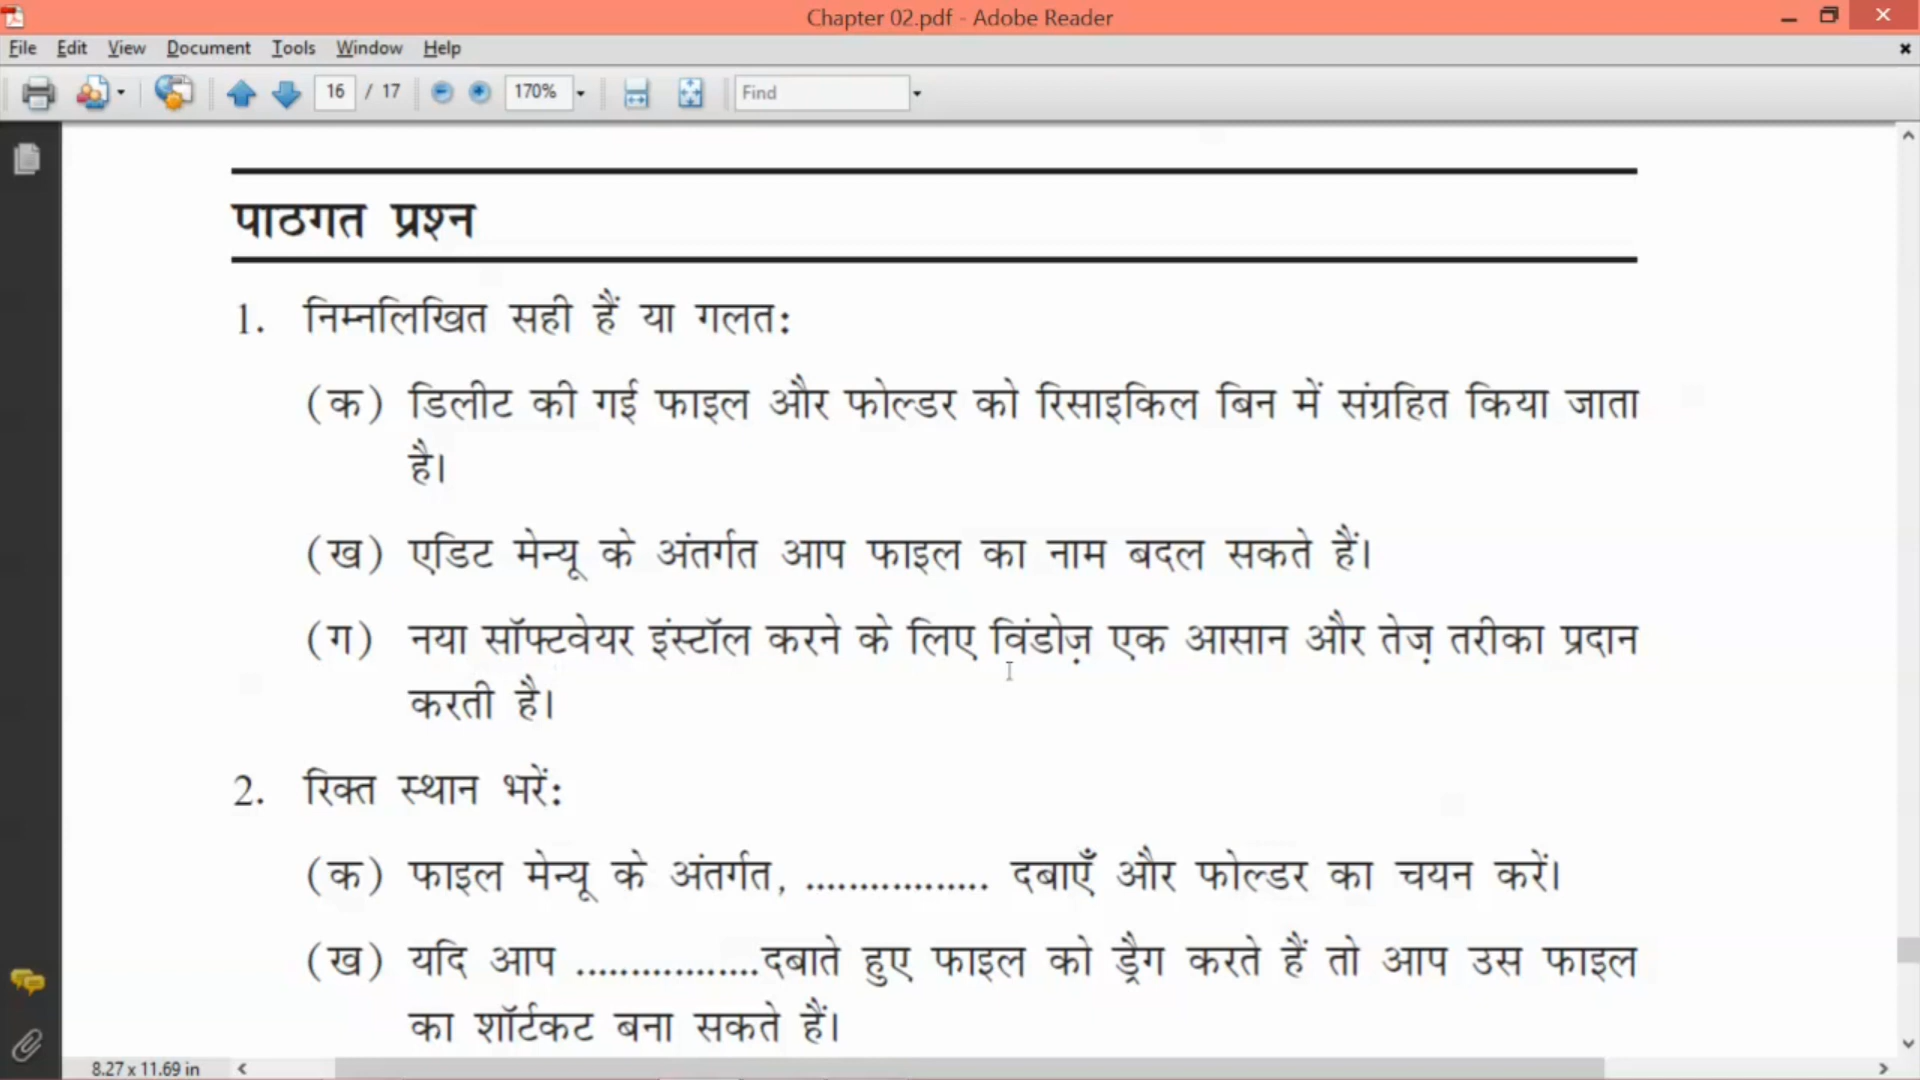 Chapter 02.pdf - Adobe Reader
File Edit View Document Tools Window Help
16 / 17 170% Find
पाठगत प्रश्न
1. निम्नलिखित सही हैं या गलत:
(क) डिलीट की गई फाइल और फोल्डर को रिसाइकिल बिन में संग्रहित किया जाता
है।
(ख) एडिट मेन्यू के अंतर्गत आप फाइल का नाम बदल सकते हैं।
(ग) नया सॉफ्टवेयर इंस्टॉल करने के लिए विंडोज़ एक आसान और तेज़ तरीका प्रदान
करती है।
2. रिक्त स्थान भरें:
(क) फाइल मेन्यू के अंतर्गत, ................. दबाएँ और फोल्डर का चयन करें।
(ख) यदि आप .................दबाते हुए फाइल को ड्रैग करते हैं तो आप उस फाइल
का शॉर्टकट बना सकते हैं।
8.27 x 11.69 in